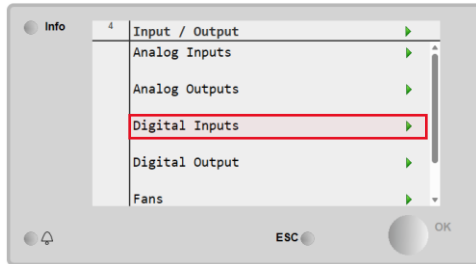 Info
4 Input / Output
Analog Inputs
Analog Outputs
Digital Inputs
Digital Output
Fans
ESC
OK